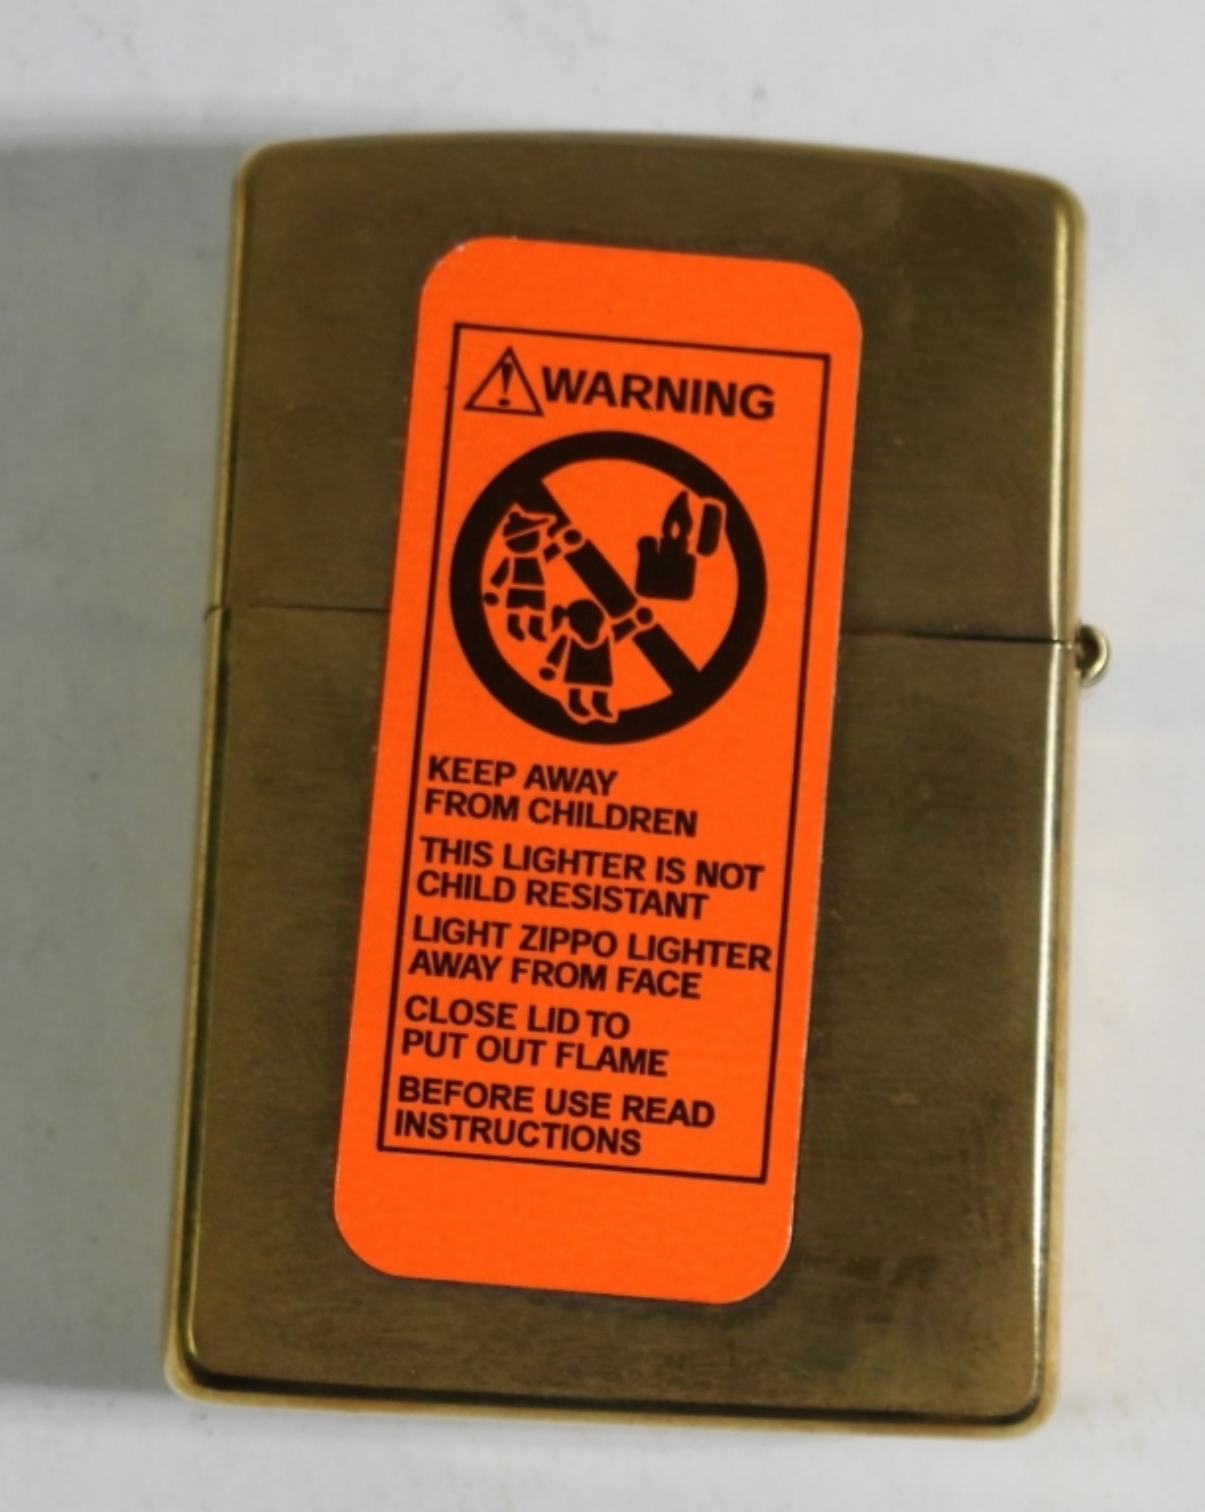 WARNING
KEEP AWAY
FROM CHILDREN
THIS LIGHTER IS NOT
CHILD RESISTANT
LIGHT ZIPPO LIGHTER
AWAY FROM FACE
CLOSE LID TO
PUT OUT FLAME
BEFORE USE READ
INSTRUCTIONS